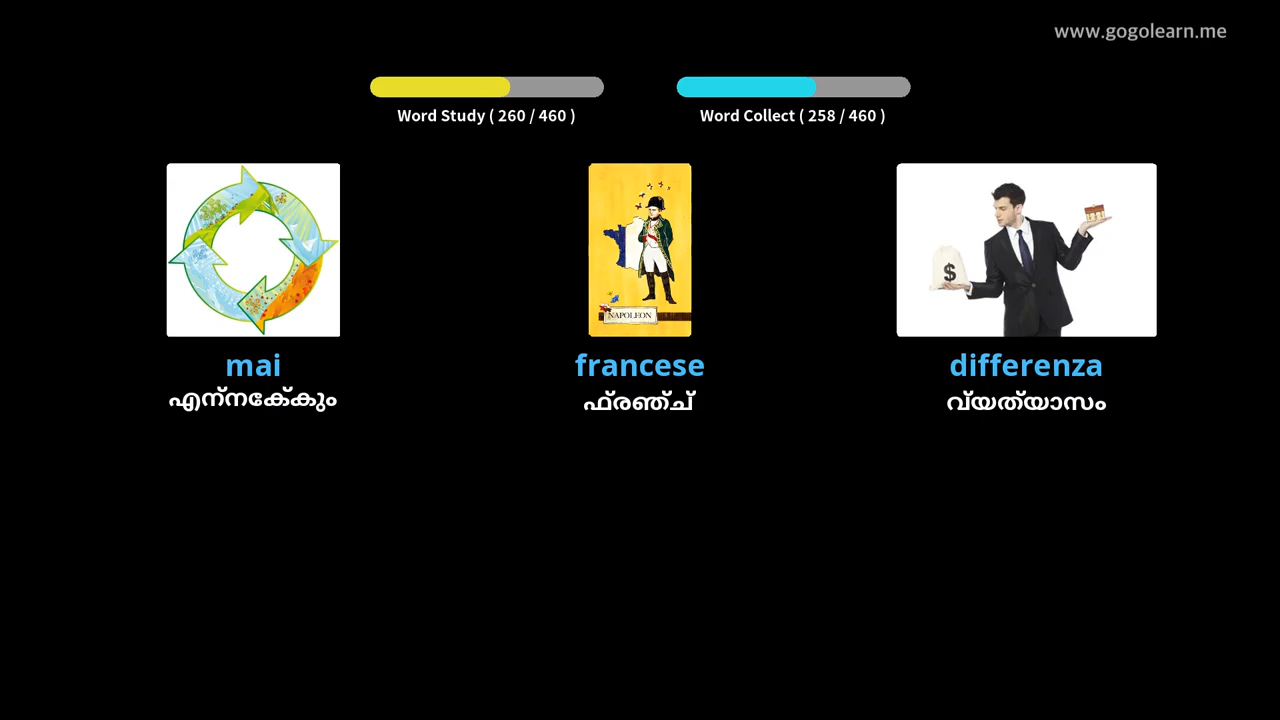 www.gogolearn.me
Word Study ( 260 / 460 )
Word Collect ( 258 / 460 )
NAPOLEON
mai
francese
differenza
എന്നക്കേും
ഫ്രഞ്ച്
വ്യത്യാസം